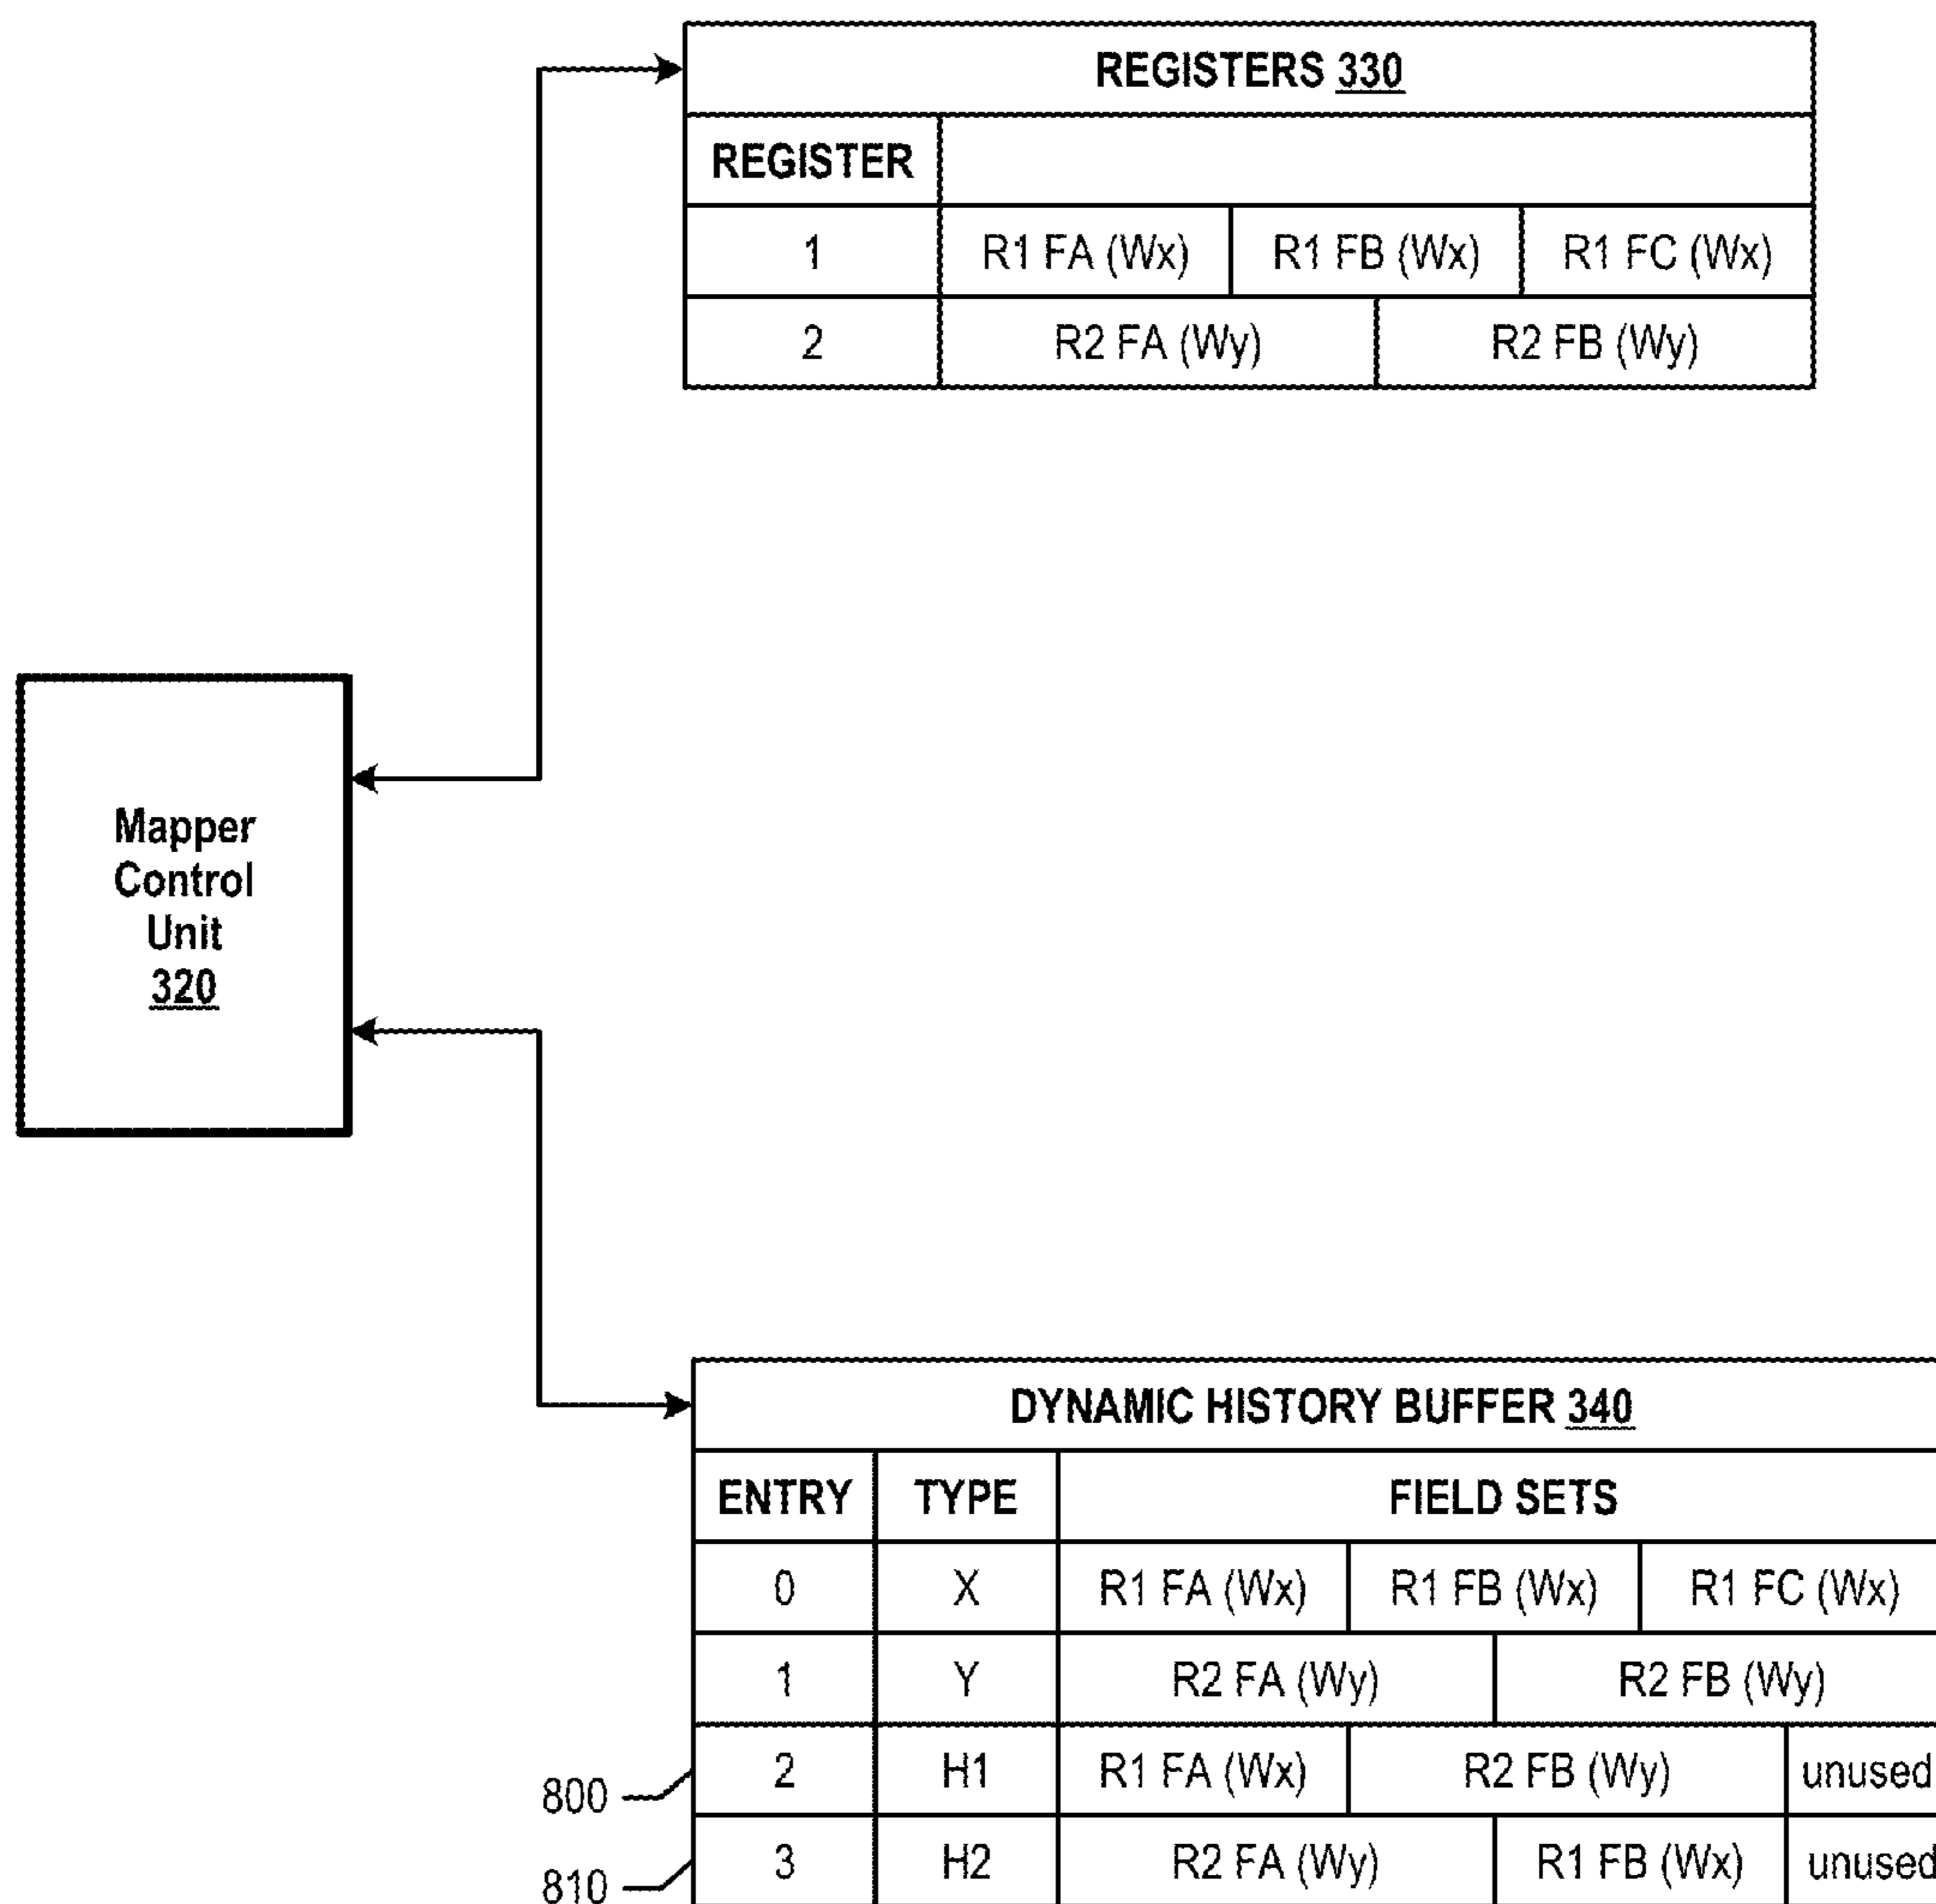 REGISTERS 330
REGISTER
1 R1 FA (Wx) R1 FB (Wx) R1 FC (Wx)
2 R2 FA (Wy) R2 FB (Wy)
Mapper
Control
Unit
320
DYNAMIC HISTORY BUFFER 340
ENTRY TYPE FIELD SETS
0 X R1 FA (Wx) R1 FB (Wx) R1 FC (Wx)
1 Y R2 FA (Wy) R2 FB (Wy)
800 2 H1 R1 FA (Wx) R2 FB (Wy) unused
810 3 H2 R2 FA (Wy) R1 FB (Wx) unused